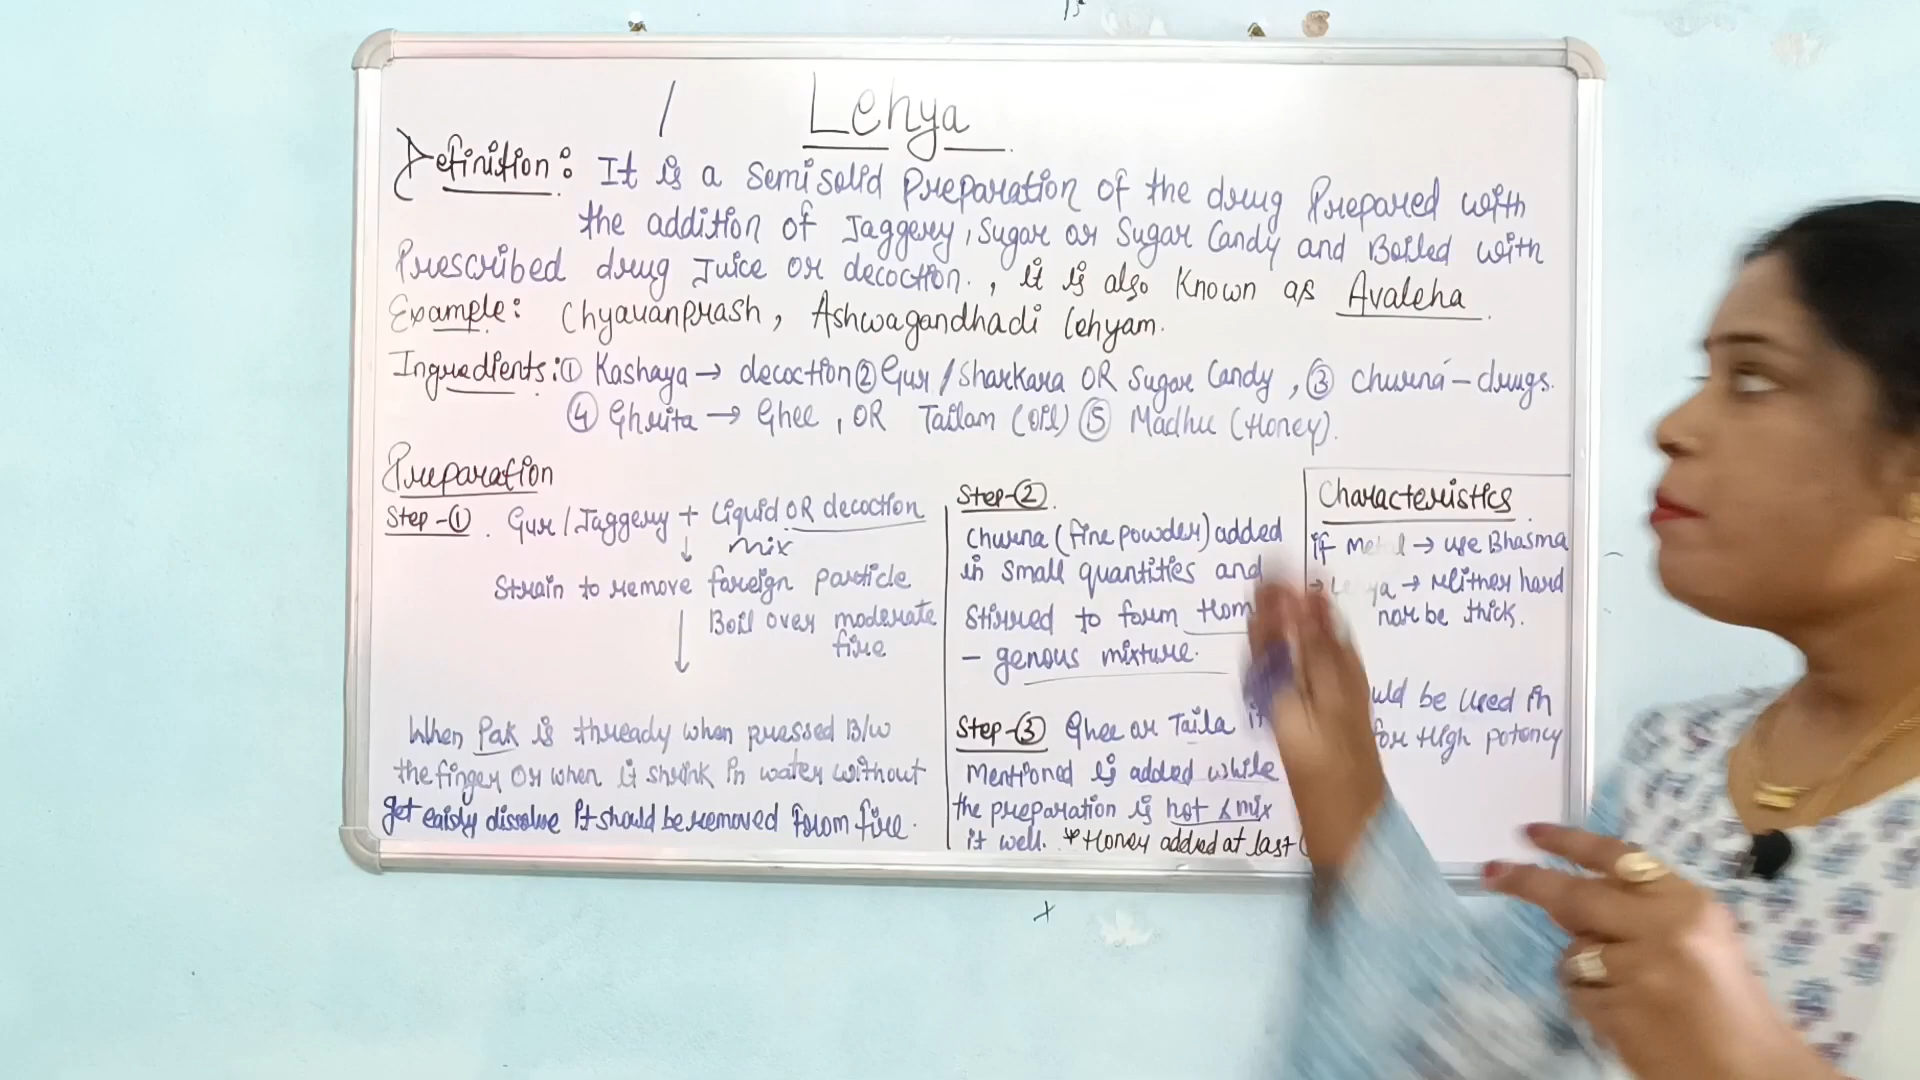 Lehya
Definition: It is a semisolid preparation of the drug Prepared with
the addition of Jaggery, Sugar or Sugar Candy and Boiled with
Prescribed drug Juice or decoction., it is also Known as Avaleha.
Example: Chyavanprash, Ashwagandhadi Lehyam.
Ingredients: ① Kashaya → decoction ② Gur / Sharkara OR Sugar Candy, ③ Churna - drugs.
④ Ghrita → Ghee, OR Tailam (oil) ⑤ Madhu (Honey).
Preparation
Step-①. Gur / Jaggery + Liquid OR decoction
↓ mix
Strain to remove foreign particle
↓ Boil over moderate
fire
When Pak is thready when pressed B/w
the finger Or when it shrink in water without
get eaisly dissolve it should be removed from fire.
Step-②.
Churna (fine powder) added
in small quantities and
stirred to form Hom
- genous mixture.
Step-③ Ghee or Taila if
mentioned is added while
the preparation is hot & mix
it well. *Honey added at last
Characteristics
if → use Bhasma
→ → Neither hard
nor be thick.
be used in
for High potency